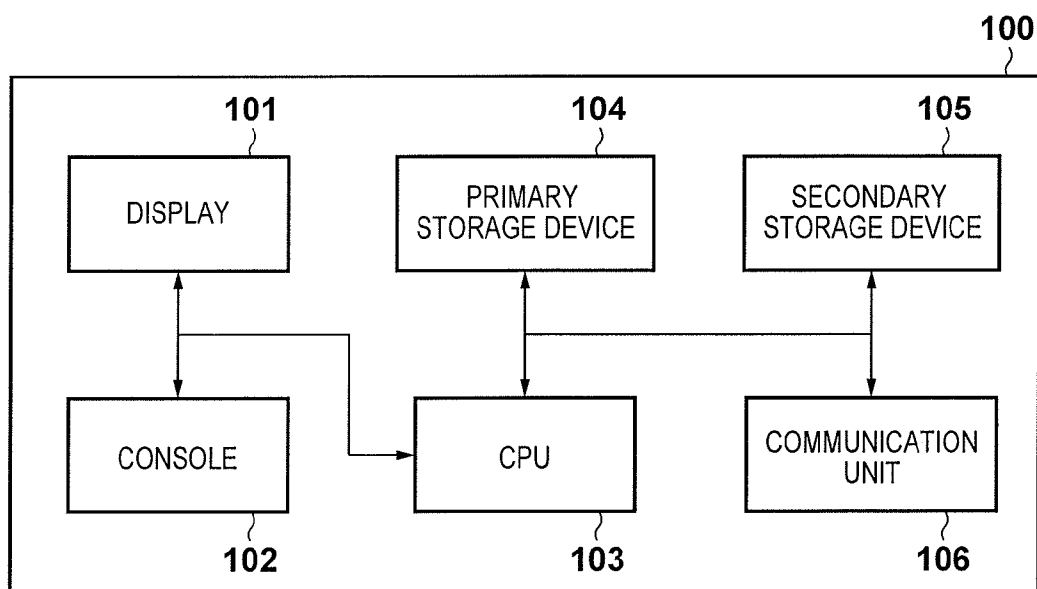 100
101
104
105
DISPLAY
PRIMARY
STORAGE DEVICE
SECONDARY
STORAGE DEVICE
CONSOLE
CPU
COMMUNICATION
UNIT
102
103
106